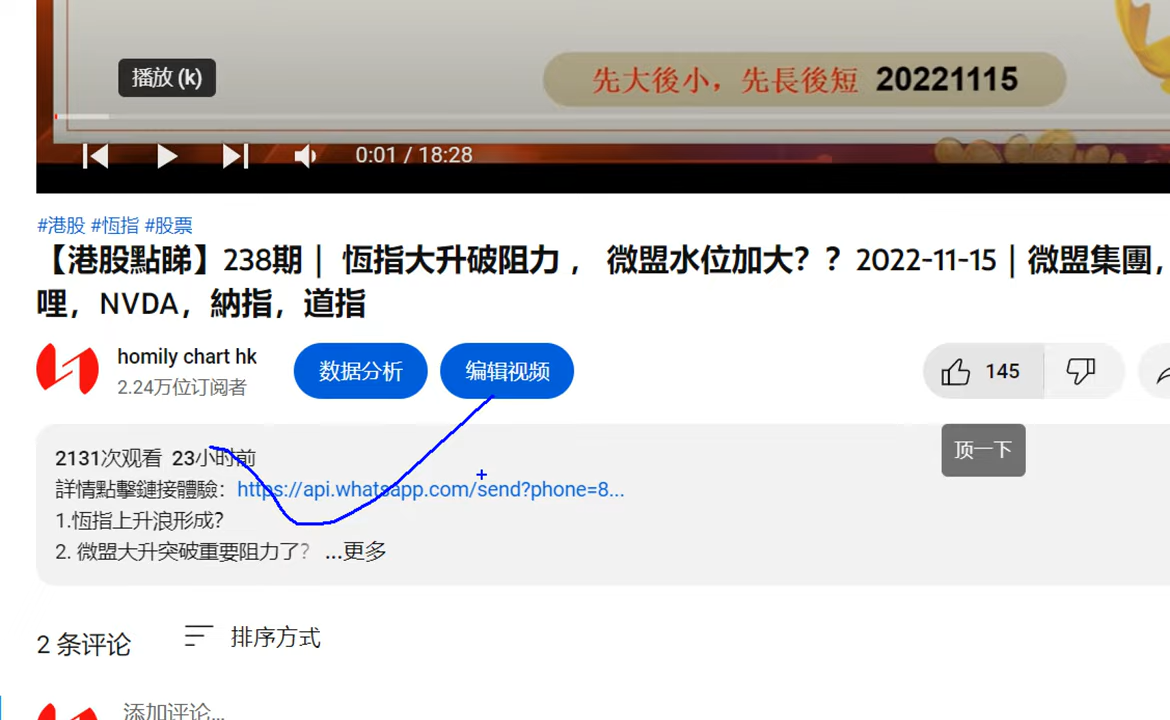 先大後小，先長後短 20221115
播放 (k)
0:01 / 18:28
#港股 #恆指 #股票
【港股點睇】238期｜ 恆指大升破阻力 ， 微盟水位加大？？ 2022-11-15｜微盟集團，
哩，NVDA，納指，道指
homily chart hk
2.24万位订阅者
数据分析
编辑视频
145
顶一下
2131次观看 23小时前
詳情點擊鏈接體驗：https://api.whatsapp.com/send?phone=8...
1.恆指上升浪形成？
2. 微盟大升突破重要阻力了？ ...更多
2 条评论
排序方式
添加评论...